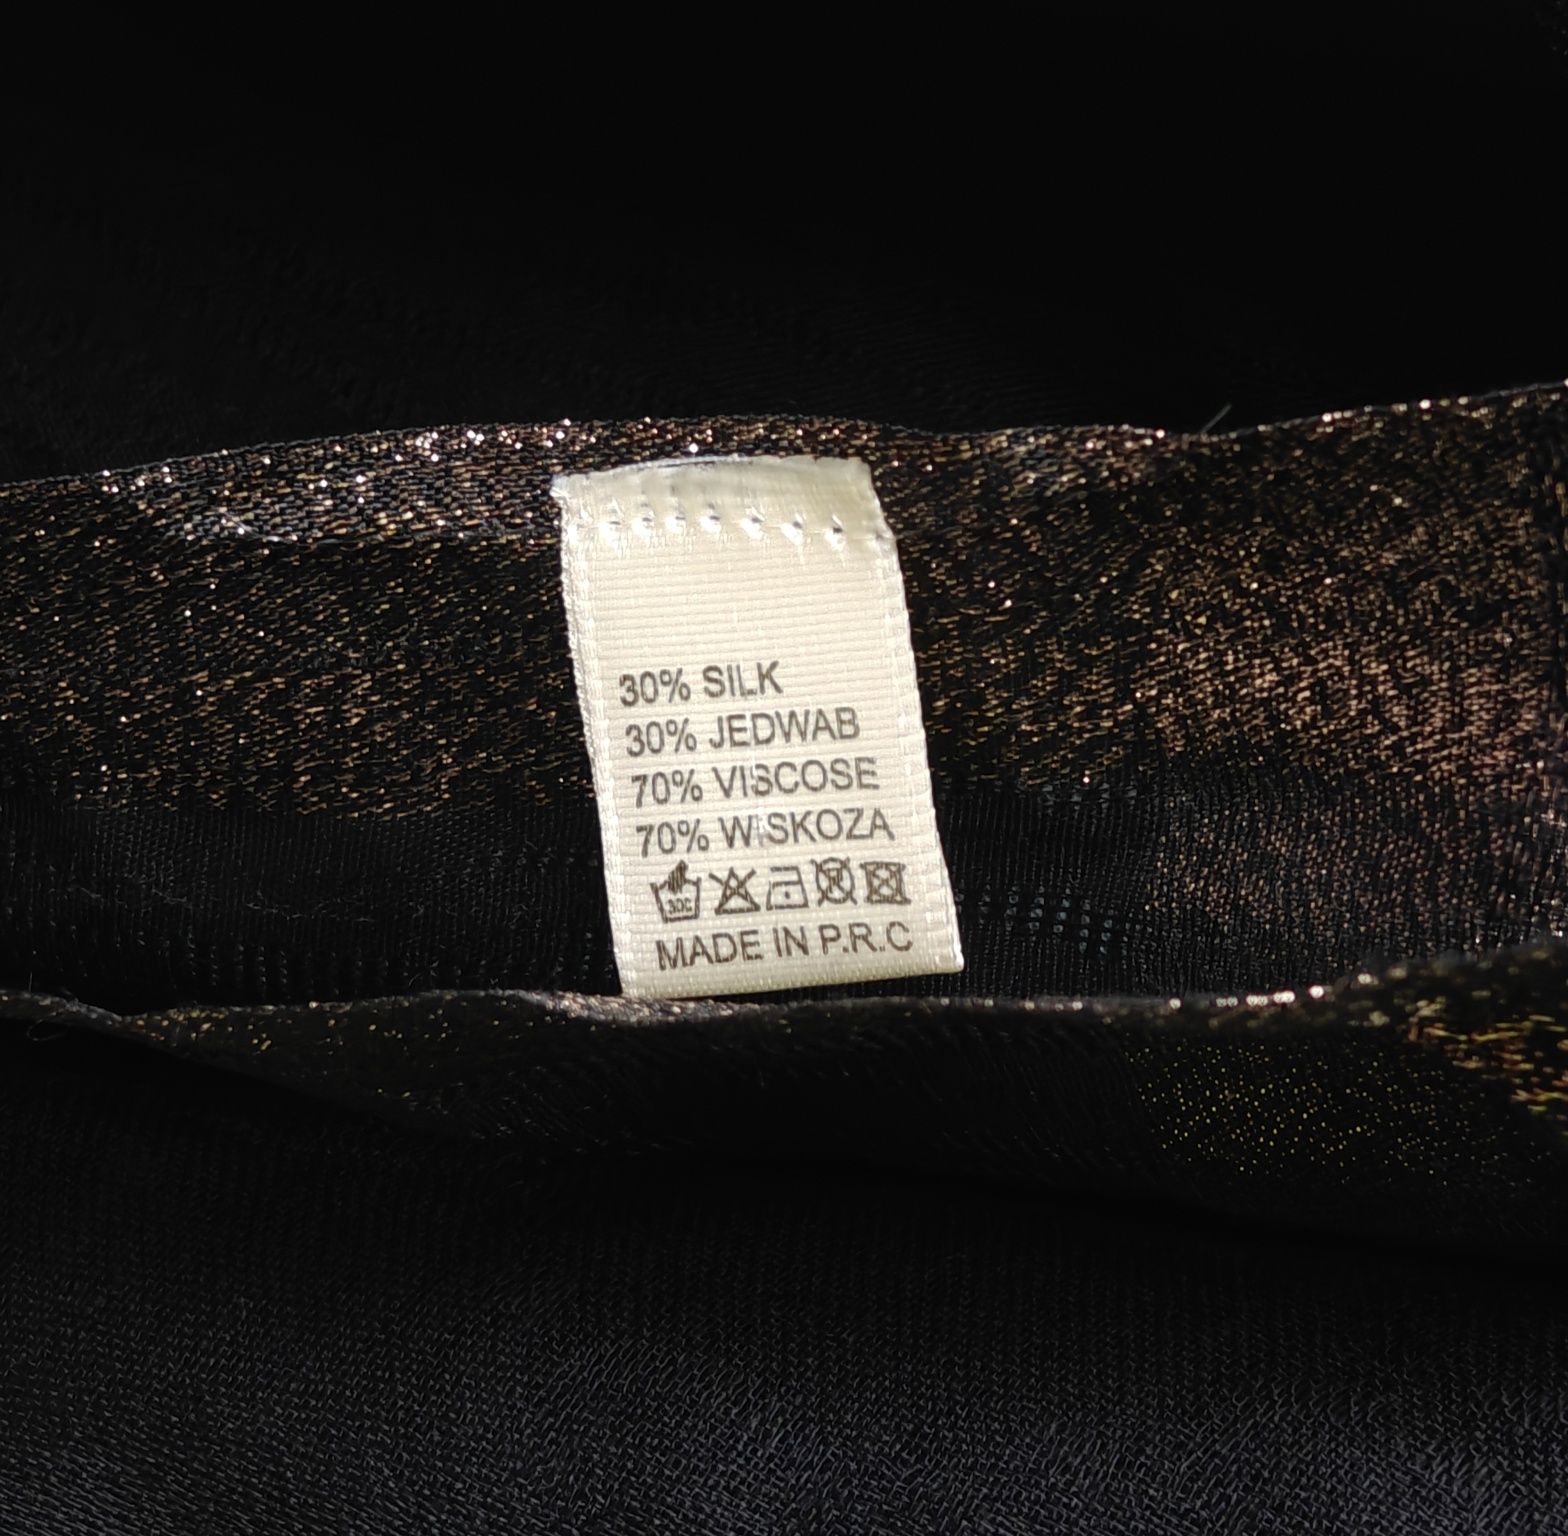 30% SILK
30% JEDWAB
70% VISCOSE
70% WISKOZA
MADE IN P.R.C